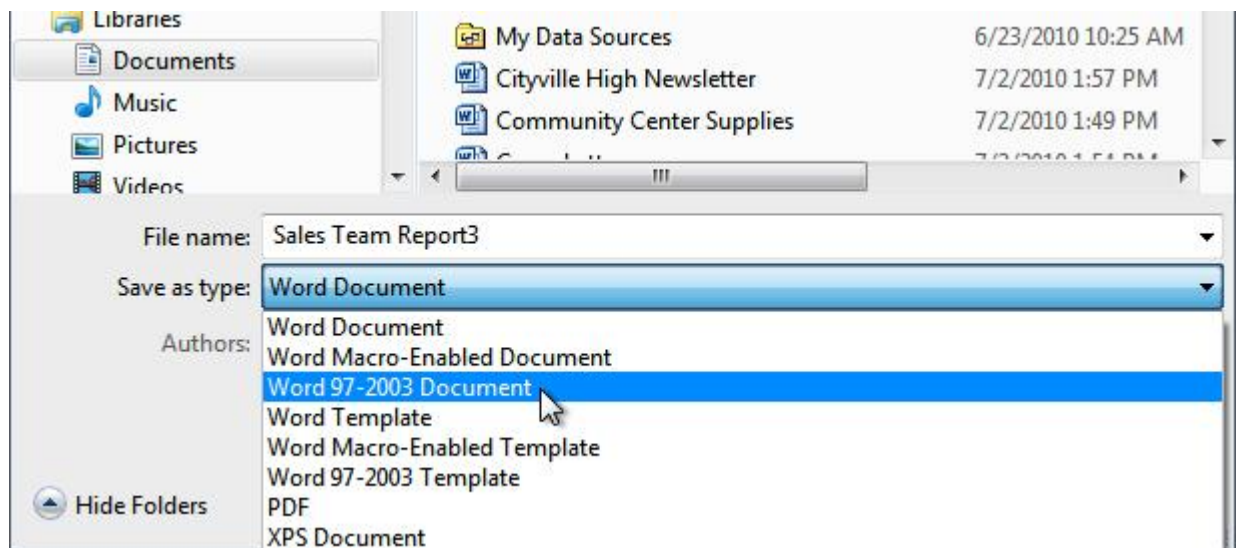 Libraries
Documents
Music
Pictures
Videos
My Data Sources 6/23/2010 10:25 AM
Cityville High Newsletter 7/2/2010 1:57 PM
Community Center Supplies 7/2/2010 1:49 PM
File name: Sales Team Report3
Save as type: Word Document
Authors:
Word Document
Word Macro-Enabled Document
Word 97-2003 Document
Word Template
Word Macro-Enabled Template
Word 97-2003 Template
PDF
XPS Document
Hide Folders